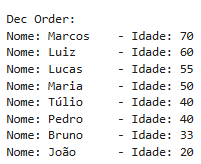 Dec Order:
Nome: Marcos    - Idade: 70
Nome: Luiz      - Idade: 60
Nome: Lucas     - Idade: 55
Nome: Maria     - Idade: 50
Nome: Túlio     - Idade: 40
Nome: Pedro     - Idade: 40
Nome: Bruno     - Idade: 33
Nome: João      - Idade: 20